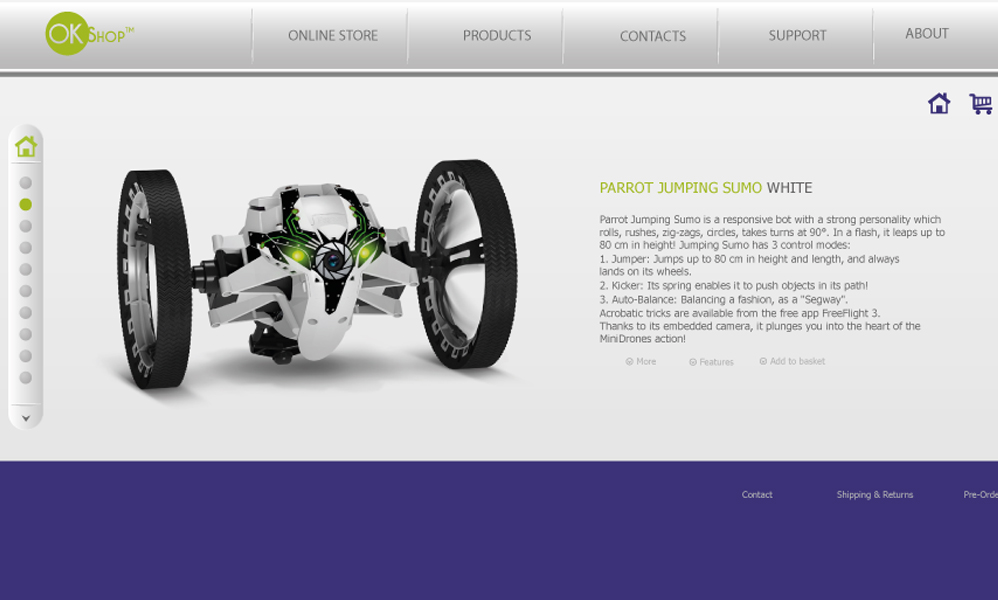 OKSHOP™
ONLINE STORE
PRODUCTS
CONTACTS
SUPPORT
ABOUT
PARROT JUMPING SUMO WHITE
Parrot Jumping Sumo is a responsive bot with a strong personality which
rolls, rushes, zig-zags, circles, takes turns at 90°. In a flash, it leaps up to
80 cm in height! Jumping Sumo has 3 control modes:
1. Jumper: Jumps up to 80 cm in height and length, and always
lands on its wheels.
2. Kicker: Its spring enables it to push objects in its path!
3. Auto-Balance: Balancing a fashion, as a "Segway".
Acrobatic tricks are available from the free app FreeFlight 3.
Thanks to its embedded camera, it plunges you into the heart of the
MiniDrones action!
More
Features
Add to basket
Contact
Shipping & Returns
Pre-Orde